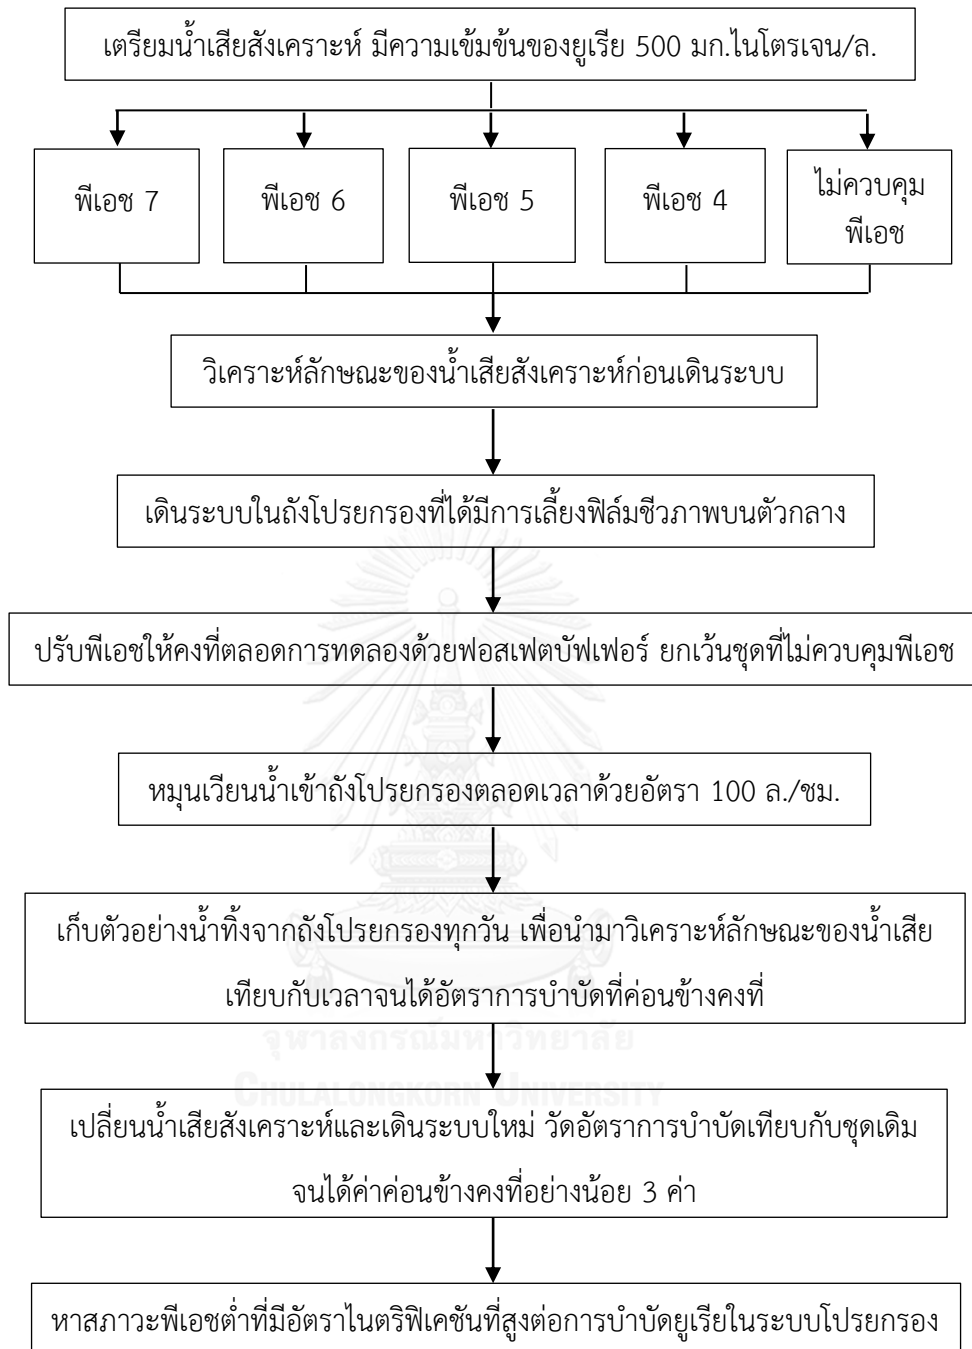 เตรียมน้ำเสียสังเคราะห์ มีความเข้มข้นของยูเรีย 500 มก.ไนโตรเจน/ล.
พีเอช 7
พีเอช 6
พีเอช 5
พีเอช 4
ไม่ควบคุม
พีเอช
วิเคราะห์ลักษณะของน้ำเสียสังเคราะห์ก่อนเดินระบบ
เดินระบบในถังโปรยกรองที่ได้มีการเลี้ยงฟิล์มชีวภาพบนตัวกลาง
ปรับพีเอชให้คงที่ตลอดการทดลองด้วยฟอสเฟตบัฟเฟอร์ ยกเว้นชุดที่ไม่ควบคุมพีเอช
หมุนเวียนน้ำเข้าถังโปรยกรองตลอดเวลาด้วยอัตรา 100 ล./ชม.
เก็บตัวอย่างน้ำทิ้งจากถังโปรยกรองทุกวัน เพื่อนำมาวิเคราะห์ลักษณะของน้ำเสีย
เทียบกับเวลาจนได้อัตราการบำบัดที่ค่อนข้างคงที่
จุฬาลงกรณ์มหาวิทยาลัย
CHULALONGKORN UNIVERSITY
เปลี่ยนน้ำเสียสังเคราะห์และเดินระบบใหม่ วัดอัตราการบำบัดเทียบกับชุดเดิม
จนได้ค่าค่อนข้างคงที่อย่างน้อย 3 ค่า
หาสภาวะพีเอชต่ำที่มีอัตราไนตริฟิเคชันที่สูงต่อการบำบัดยูเรียในระบบโปรยกรอง